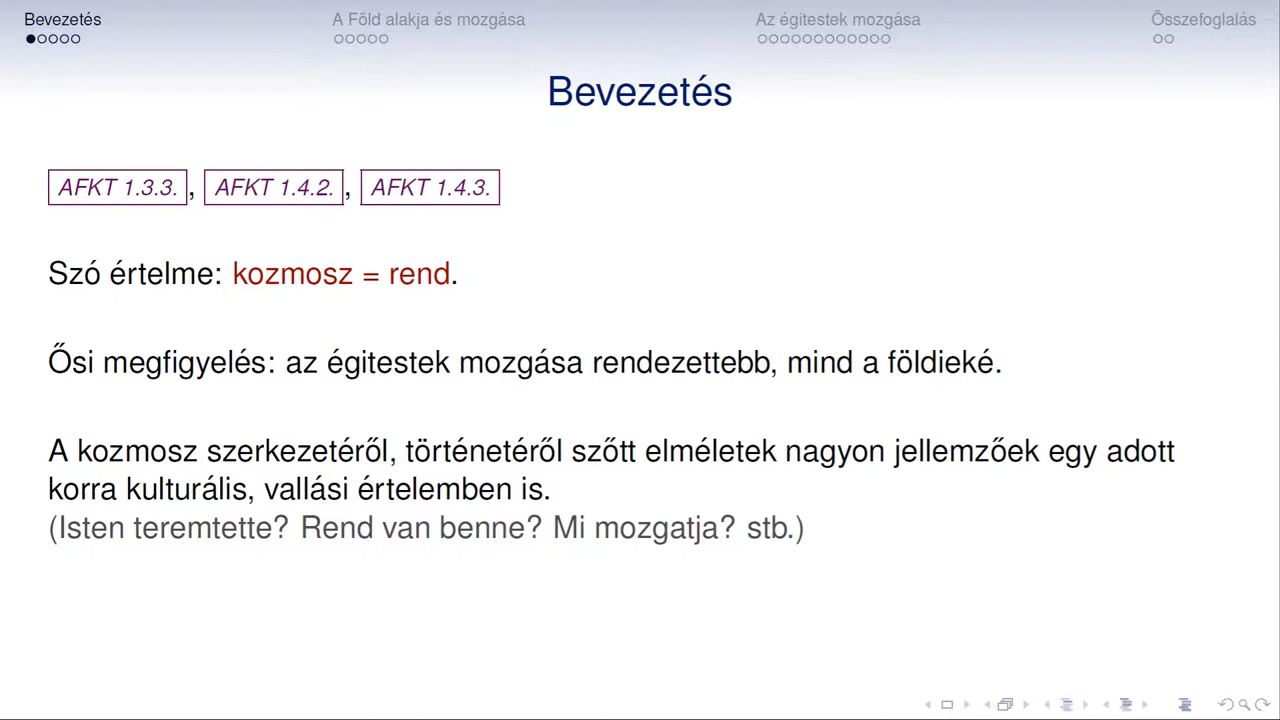 Bevezetés
A Föld alakja és mozgása
Az égitestek mozgása
Összefoglalás
Bevezetés
AFKT 1.3.3., AFKT 1.4.2., AFKT 1.4.3.
Szó értelme: kozmosz = rend.
Ősi megfigyelés: az égitestek mozgása rendezettebb, mind a földieké.
A kozmosz szerkezetéről, történetéről szőtt elméletek nagyon jellemzőek egy adott
korra kulturális, vallási értelemben is.
(Isten teremtette? Rend van benne? Mi mozgatja? stb.)